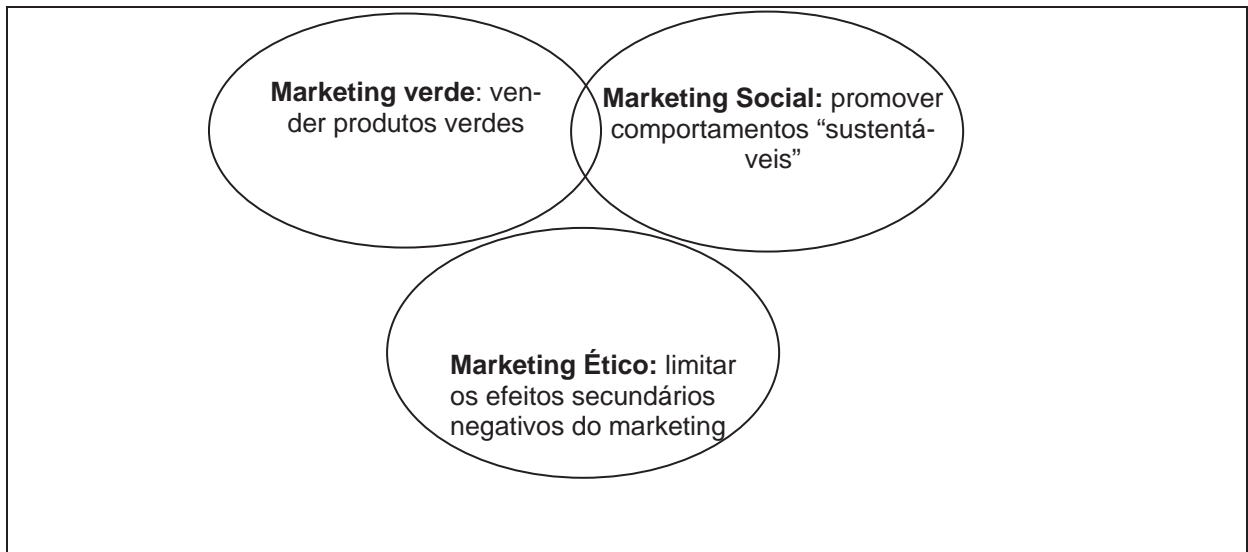 Marketing verde: ven-
der produtos verdes
Marketing Social: promover
comportamentos “sustentá-
veis”
Marketing Ético: limitar
os efeitos secundários
negativos do marketing